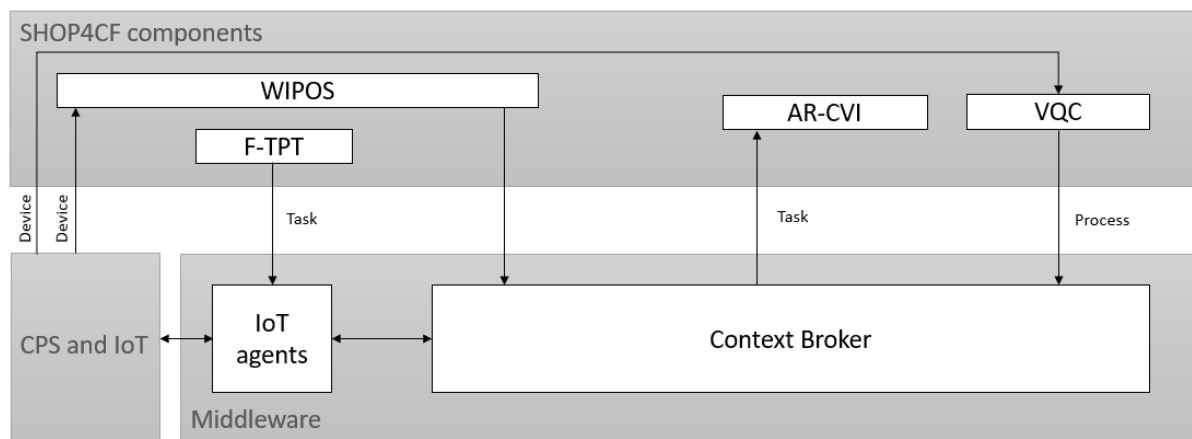 SHOP4CF components
WIPOS
AR-CVI
VQC
F-TPT
Device
Device
Task
Task
Process
CPS and IoT
IoT
agents
Context Broker
Middleware